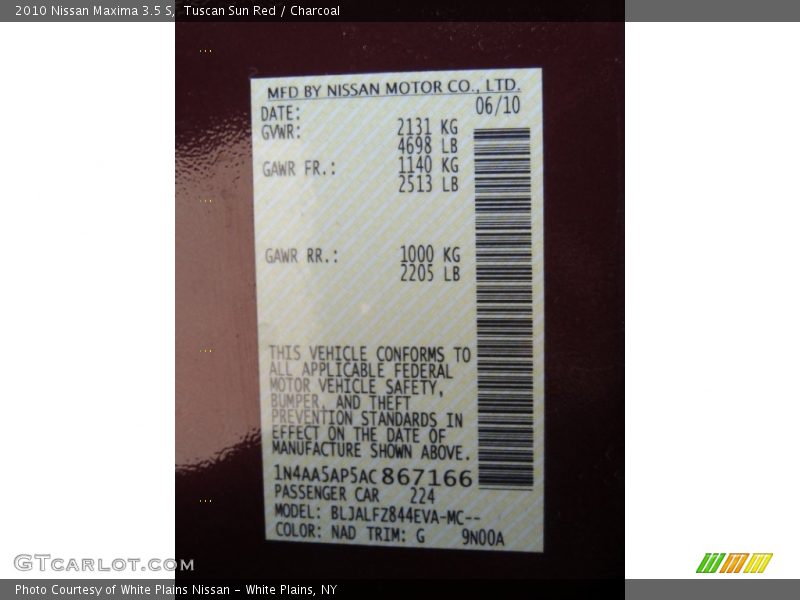 2010 Nissan Maxima 3.5 S, Tuscan Sun Red / Charcoal
MFD BY NISSAN MOTOR CO., LTD.
DATE: 06/10
GVWR: 2131 KG
4698 LB
GAWR FR.: 1140 KG
2513 LB
GAWR RR.: 1000 KG
2205 LB
THIS VEHICLE CONFORMS TO
ALL APPLICABLE FEDERAL
MOTOR VEHICLE SAFETY,
BUMPER, AND THEFT
PREVENTION STANDARDS IN
EFFECT ON THE DATE OF
MANUFACTURE SHOWN ABOVE.
1N4AA5AP5AC867166
PASSENGER CAR 224
MODEL: BLJALFZ844EVA-MC--
COLOR: NAD TRIM: G 9N00A
GTCARLOT.COM
Photo Courtesy of White Plains Nissan - White Plains, NY